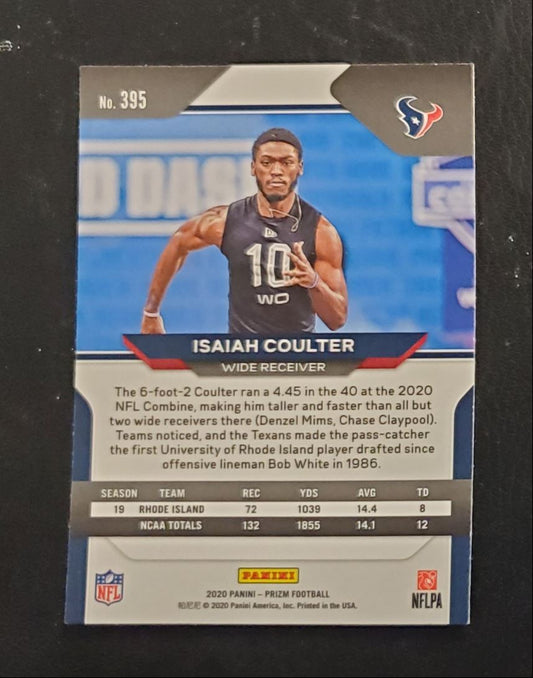 No. 395
D DASH
10
WO
ISAIAH COULTER
WIDE RECEIVER
The 6-foot-2 Coulter ran a 4.45 in the 40 at the 2020
NFL Combine, making him taller and faster than all but
two wide receivers there (Denzel Mims, Chase Claypool).
Teams noticed, and the Texans made the pass-catcher
the first University of Rhode Island player drafted since
offensive lineman Bob White in 1986.
SEASON TEAM REC YDS AVG TD
19 RHODE ISLAND 72 1039 14.4 8
NCAA TOTALS 132 1855 14.1 12
PANINI
2020 PANINI – PRIZM FOOTBALL
帕尼尼 © 2020 Panini America, Inc. Printed in the USA.
NFL
NFLPA